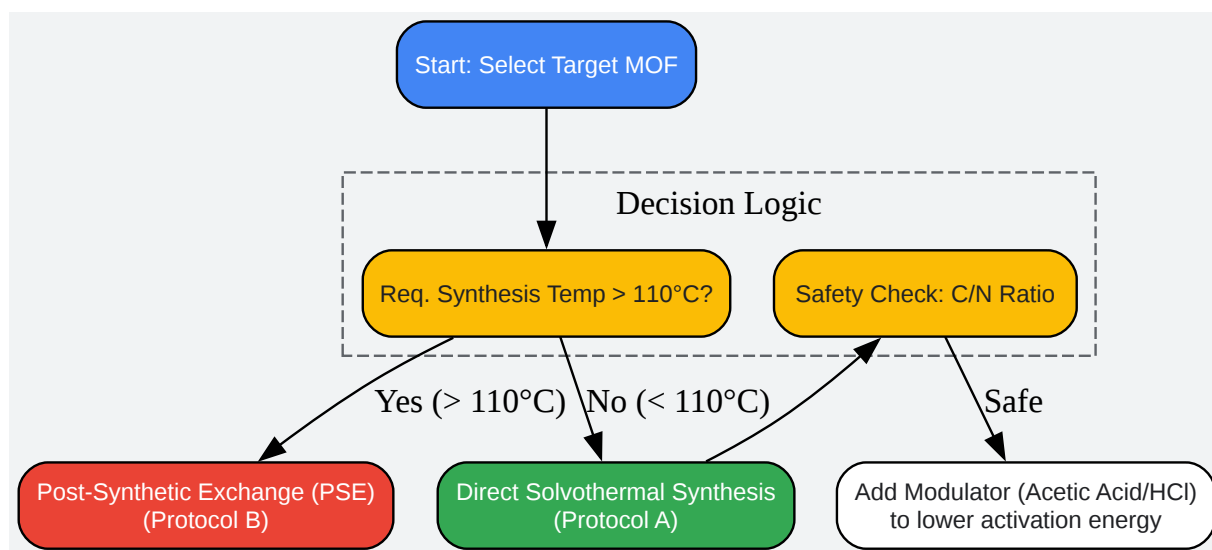 Start: Select Target MOF
Decision Logic
Req. Synthesis Temp > 110°C?
Safety Check: C/N Ratio
Yes (> 110°C)
No (< 110°C)
Safe
Post-Synthetic Exchange (PSE)
(Protocol B)
Direct Solvothermal Synthesis
(Protocol A)
Add Modulator (Acetic Acid/HCl)
to lower activation energy